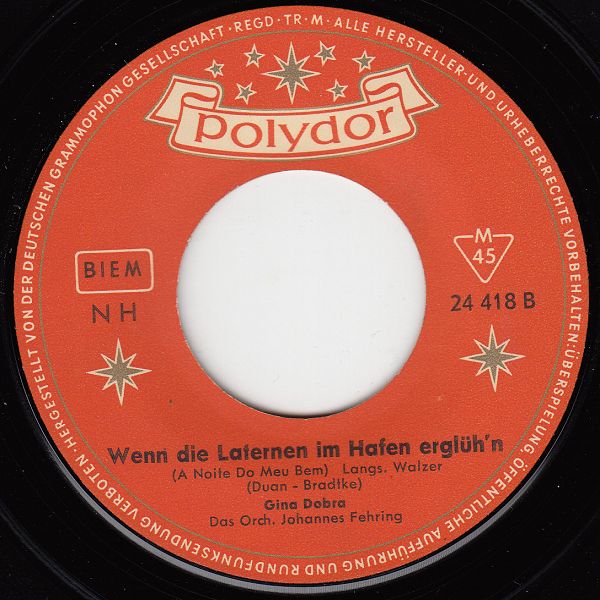 HERGESTELLT VON DER DEUTSCHEN GRAMMOPHON GESELLSCHAFT · REGD · TR · M · ALLE HERSTELLER- UND URHEBERRECHTE VORBEHALTEN: ÜBERSPIELUNG, ÖFFENTLICHE AUFFÜHRUNG UND RUNDFUNKSENDUNG VERBOTEN ·
polydor
BIEM
NH
M
45
24 418 B
Wenn die Laternen im Hafen erglüh'n
(A Noite Do Meu Bem) Langs. Walzer
(Duan - Bradtke)
Gina Dobra
Das Orch. Johannes Fehring